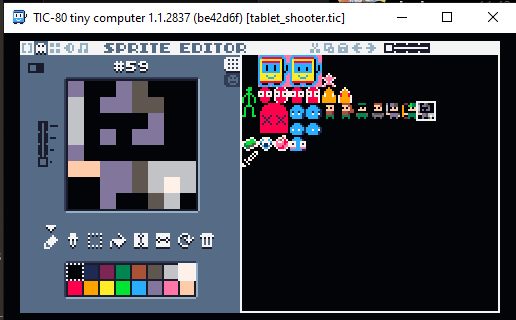 TIC-80 tiny computer 1.1.2837 (be42d6f) [tablet_shooter.tic]
SPRITE EDITOR
#59